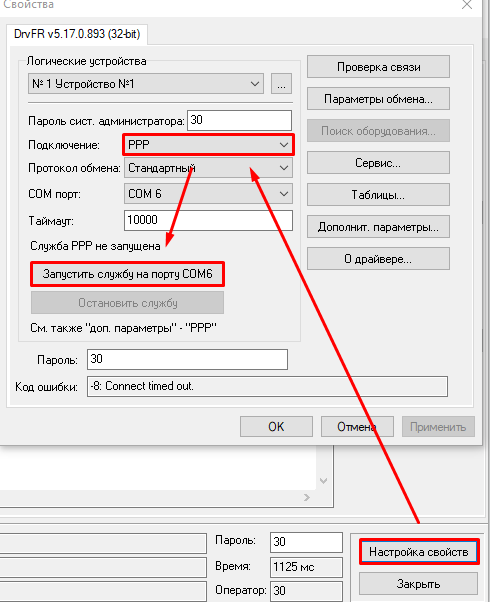 Свойства
DrvFR v5.17.0.893 (32-bit)
Логические устройства
№ 1 Устройство №1
...
Проверка связи
Параметры обмена...
Пароль сист. администратора: 30
Поиск оборудования...
Подключение: PPP
Протокол обмена: Стандартный
Сервис...
COM порт: COM 6
Таблицы...
Таймаут: 10000
Дополнит. параметры...
Служба PPP не запущена
О драйвере...
Запустить службу на порту COM6
Остановить службу
См. также "доп. параметры" - "PPP"
Пароль: 30
Код ошибки: -8: Connect timed out.
OK
Отмена
Применить
Пароль: 30
Настройка свойств
Время: 1125 мс
Закрыть
Оператор: 30